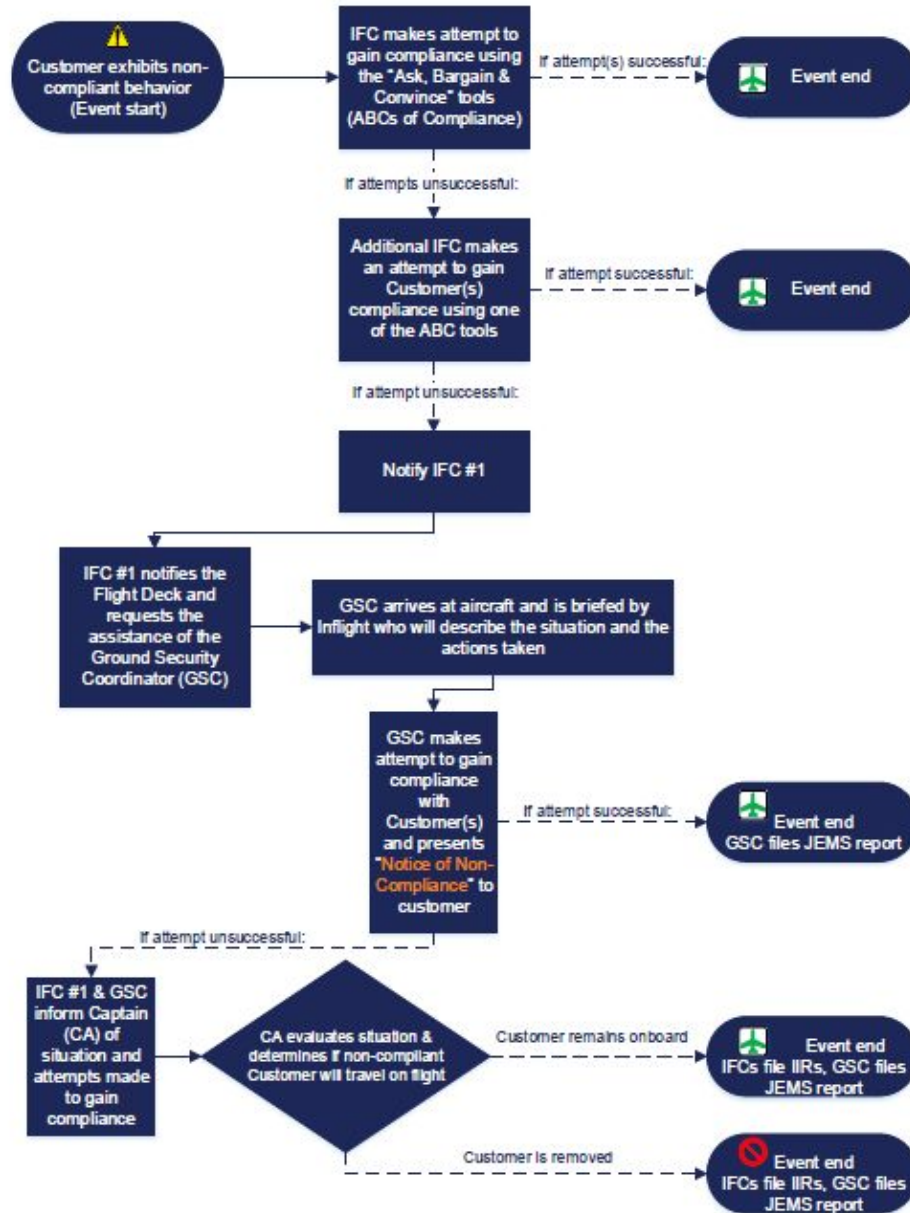 Customer exhibits non-
compliant behavior
(Event start)
IFC makes attempt to
gain compliance using
the "Ask, Bargain &
Convince" tools
(ABCs of Compliance)
If attempt(s) successful:
Event end
If attempts unsuccessful:
Additional IFC makes
an attempt to gain
Customer(s)
compliance using one
of the ABC tools
If attempt successful:
Event end
If attempt unsuccessful:
Notify IFC #1
IFC #1 notifies the
Flight Deck and
requests the
assistance of the
Ground Security
Coordinator (GSC)
GSC arrives at aircraft and is briefed by
Inflight who will describe the situation and the
actions taken
GSC makes
attempt to gain
compliance
with
Customer(s)
and presents
"Notice of Non-
Compliance" to
customer
If attempt successful:
Event end
GSC files JEMS report
If attempt unsuccessful:
IFC #1 & GSC
inform Captain
(CA) of
situation and
attempts made
to gain
compliance
CA evaluates situation &
determines if non-compliant
Customer will travel on flight
Customer remains onboard
Event end
IFCs file IIRs, GSC files
JEMS report
Customer is removed
Event end
IFCs file IIRs, GSC files
JEMS report